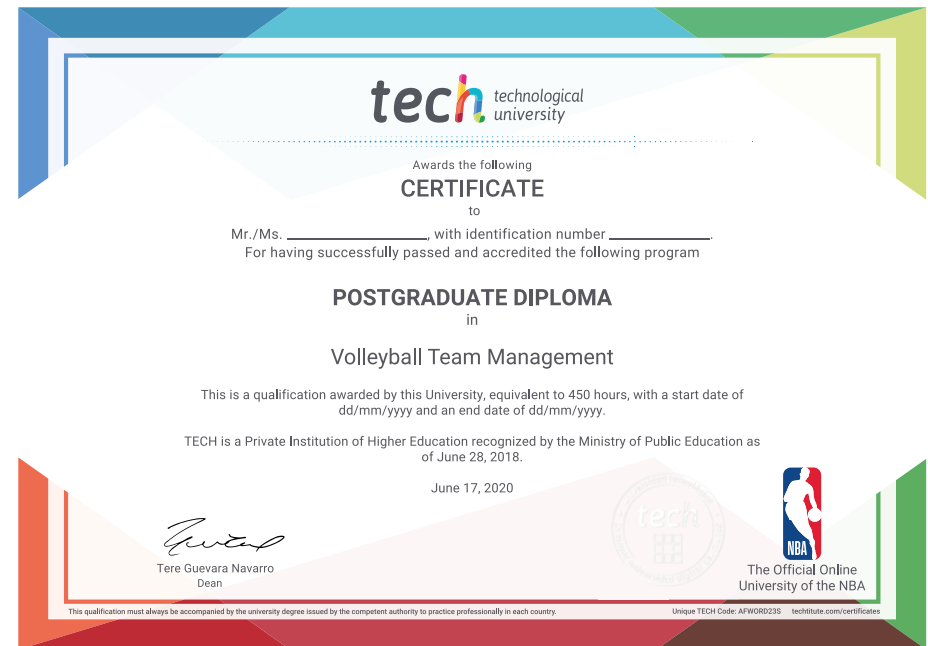 tech technological
university
Awards the following
CERTIFICATE
to
Mr./Ms. ____________, with identification number ____________.
For having successfully passed and accredited the following program
POSTGRADUATE DIPLOMA
in
Volleyball Team Management
This is a qualification awarded by this University, equivalent to 450 hours, with a start date of
dd/mm/yyyy and an end date of dd/mm/yyyy.
TECH is a Private Institution of Higher Education recognized by the Ministry of Public Education as
of June 28, 2018.
June 17, 2020
tech
NBA
Tere Guevara Navarro
Dean
The Official Online
University of the NBA
This qualification must always be accompanied by the university degree issued by the competent authority to practice professionally in each country.
Unique TECH Code: AFWORD23S techtitute.com/certificates